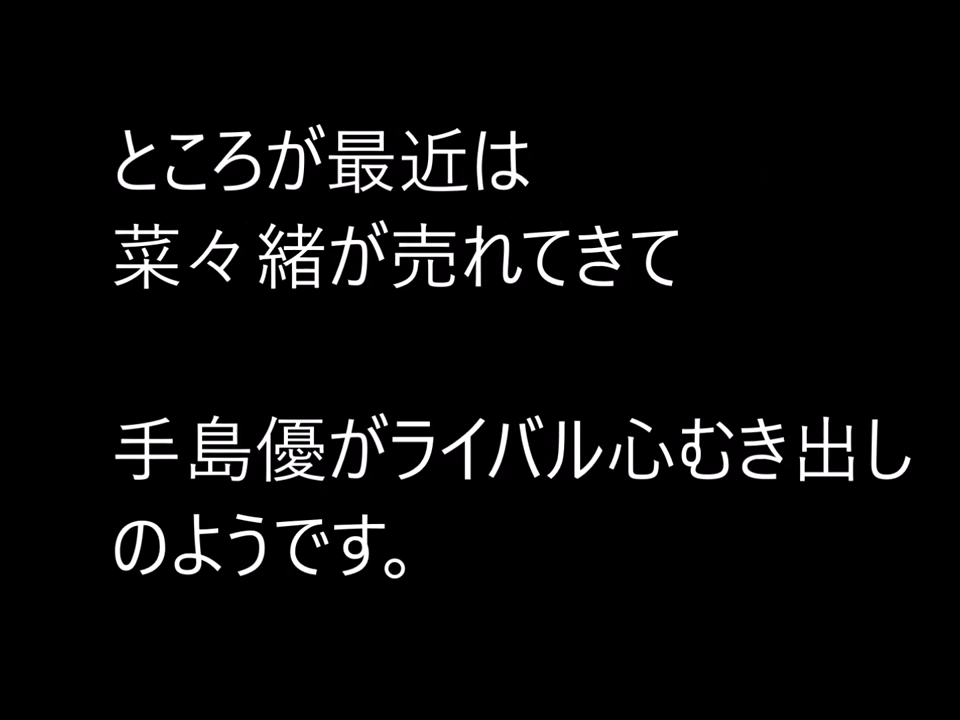 ところが最近は
菜々緒が売れてきて
手島優がライバル心むき出し
のようです。